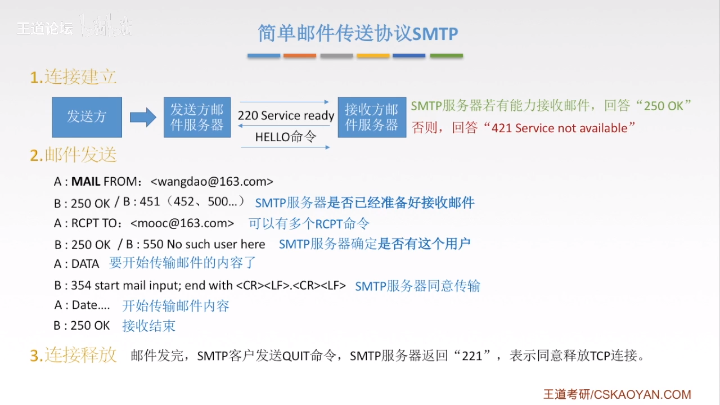 王道论坛
简单邮件传送协议SMTP
1.连接建立
发送方
发送方邮件服务器
220 Service ready
HELLO命令
接收方邮件服务器
SMTP服务器若有能力接收邮件，回答“250 OK”
否则，回答“421 Service not available”
2.邮件发送
A : MAIL FROM：<wangdao@163.com>
B : 250 OK / B : 451（452、500…） SMTP服务器是否已经准备好接收邮件
A : RCPT TO：<mooc@163.com> 可以有多个RCPT命令
B : 250 OK / B : 550 No such user here SMTP服务器确定是否有这个用户
A : DATA 要开始传输邮件的内容了
B : 354 start mail input; end with <CR><LF>.<CR><LF> SMTP服务器同意传输
A : Date…. 开始传输邮件内容
B : 250 OK 接收结束
3.连接释放 邮件发完，SMTP客户发送QUIT命令，SMTP服务器返回“221”，表示同意释放TCP连接。
王道考研/CSKAOYAN.COM